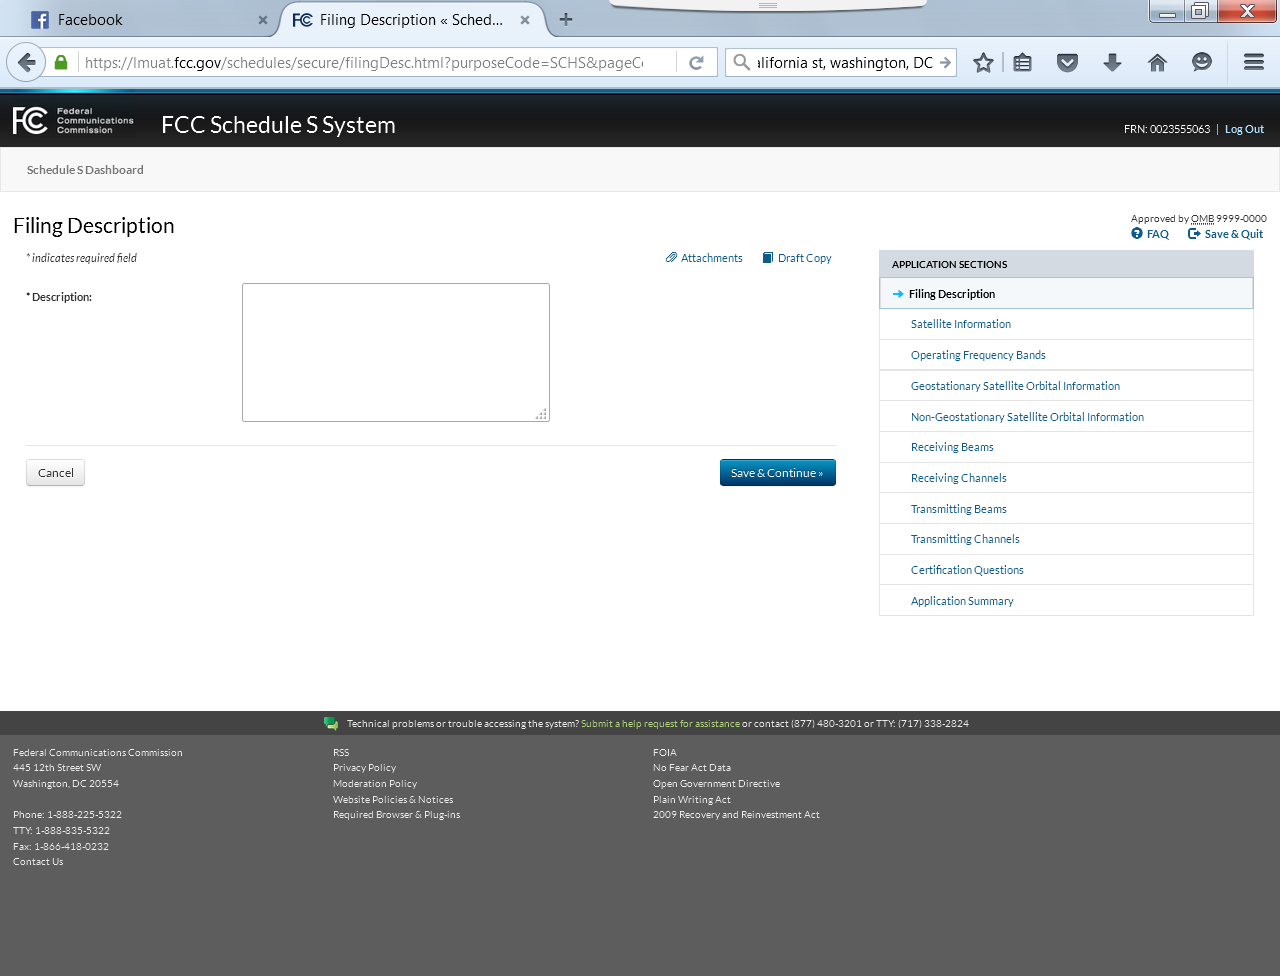 Facebook
Filing Description « Sched...
https://lmuat.fcc.gov/schedules/secure/filingDesc.html?purposeCode=SCHS&pageCo
alifornia st, washington, DC
FC Federal Communications Commission
FCC Schedule S System
FRN: 0023555063 | Log Out
Schedule S Dashboard
Filing Description
Approved by OMB 9999-0000
FAQ Save & Quit
* indicates required field
Attachments Draft Copy
* Description:
Cancel
Save & Continue »
APPLICATION SECTIONS
Filing Description
Satellite Information
Operating Frequency Bands
Geostationary Satellite Orbital Information
Non-Geostationary Satellite Orbital Information
Receiving Beams
Receiving Channels
Transmitting Beams
Transmitting Channels
Certification Questions
Application Summary
Technical problems or trouble accessing the system? Submit a help request for assistance or contact (877) 480-3201 or TTY: (717) 338-2824
Federal Communications Commission
445 12th Street SW
Washington, DC 20554
Phone: 1-888-225-5322
TTY: 1-888-835-5322
Fax: 1-866-418-0232
Contact Us
RSS
Privacy Policy
Moderation Policy
Website Policies & Notices
Required Browser & Plug-ins
FOIA
No Fear Act Data
Open Government Directive
Plain Writing Act
2009 Recovery and Reinvestment Act